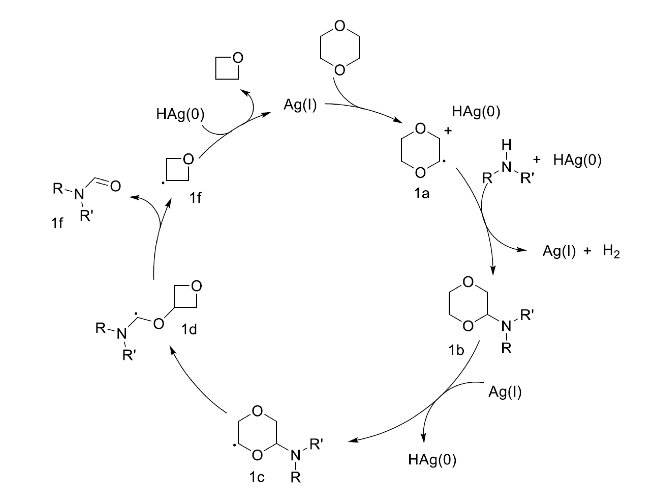 O
O
O
HAg(0)
Ag(I)
O
O
+
HAg(0)
1a
H
N
R
R'
+ HAg(0)
O
1f
R
N
O
R'
1f
Ag(I) + H2
O
O
N
R'
R
1b
O
R
N
O
R'
1d
Ag(I)
O
O
N
R'
R
1c
HAg(0)